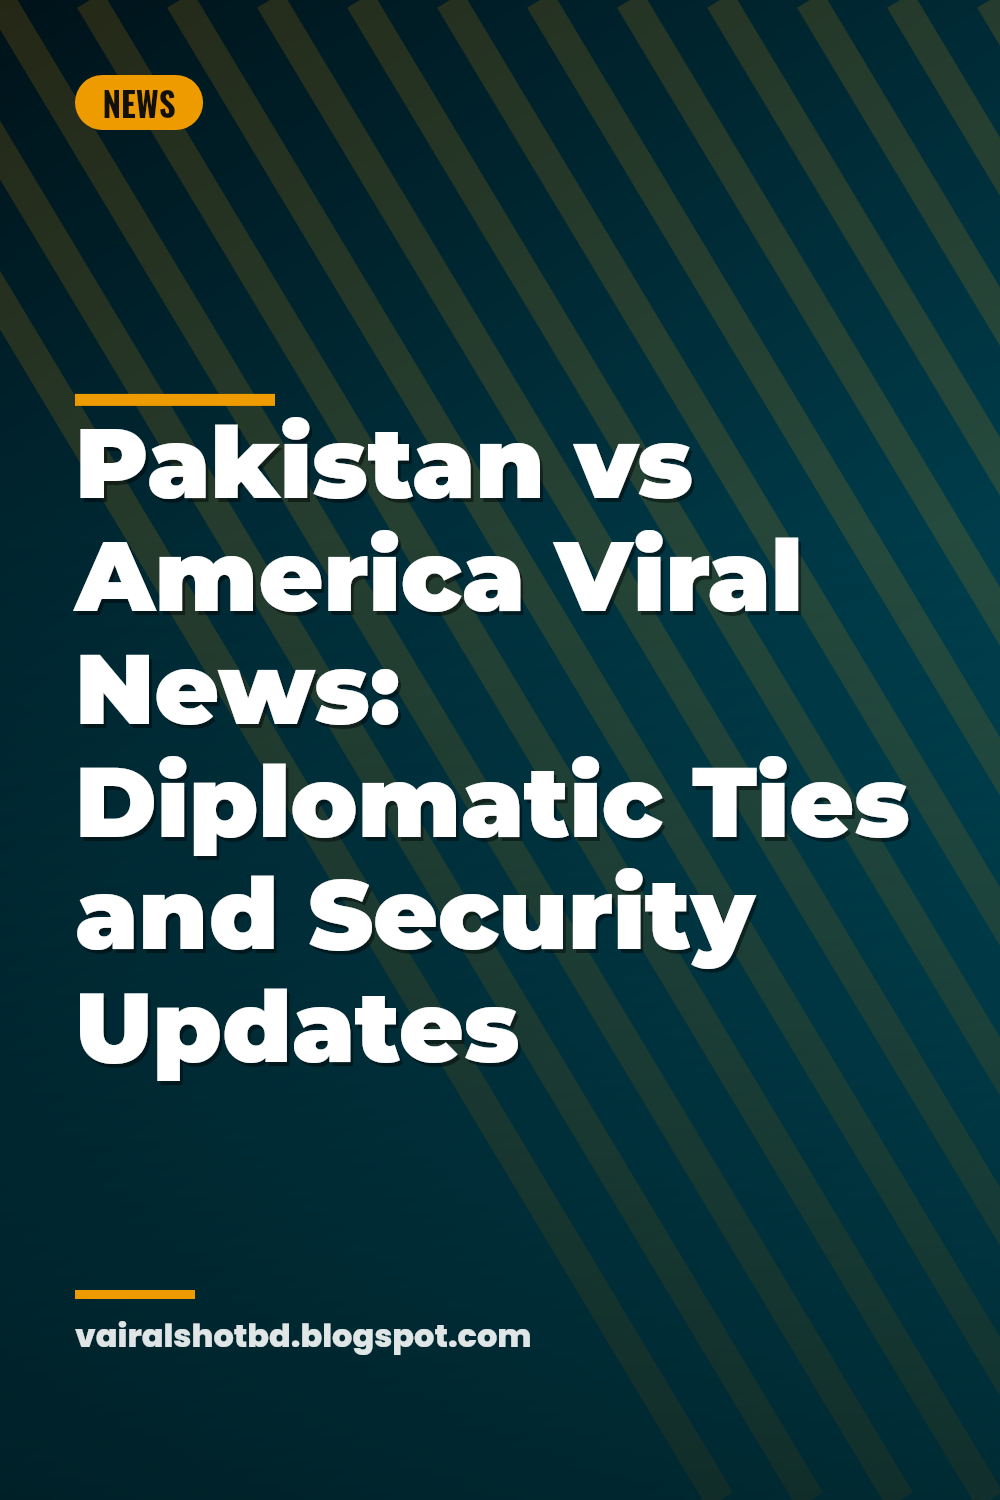 NEWS
Pakistan vs
America Viral
News:
Diplomatic Ties
and Security
Updates
vairalshotbd.blogspot.com